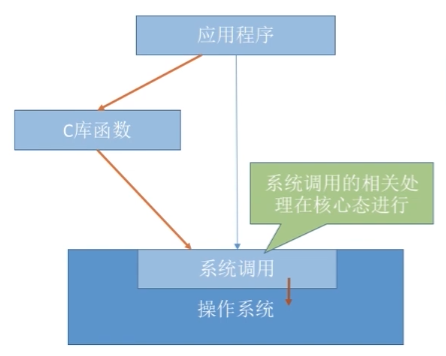 应用程序
C库函数
系统调用的相关处
理在核心态进行
系统调用
操作系统